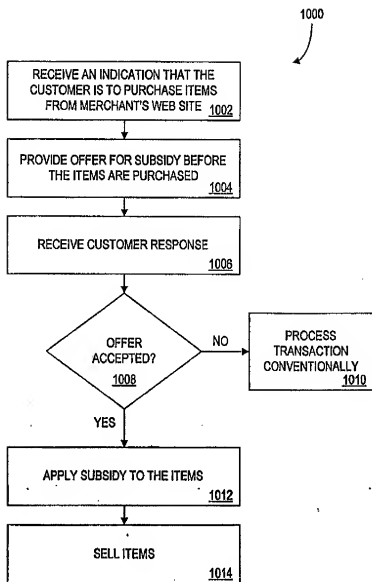 1000
RECEIVE AN INDICATION THAT THE
CUSTOMER IS TO PURCHASE ITEMS
FROM MERCHANT'S WEB SITE 1002
PROVIDE OFFER FOR SUBSIDY BEFORE
THE ITEMS ARE PURCHASED
1004
RECEIVE CUSTOMER RESPONSE
1006
OFFER
ACCEPTED?
1008
NO
PROCESS
TRANSACTION
CONVENTIONALLY
1010
YES
APPLY SUBSIDY TO THE ITEMS
1012
SELL ITEMS
1014